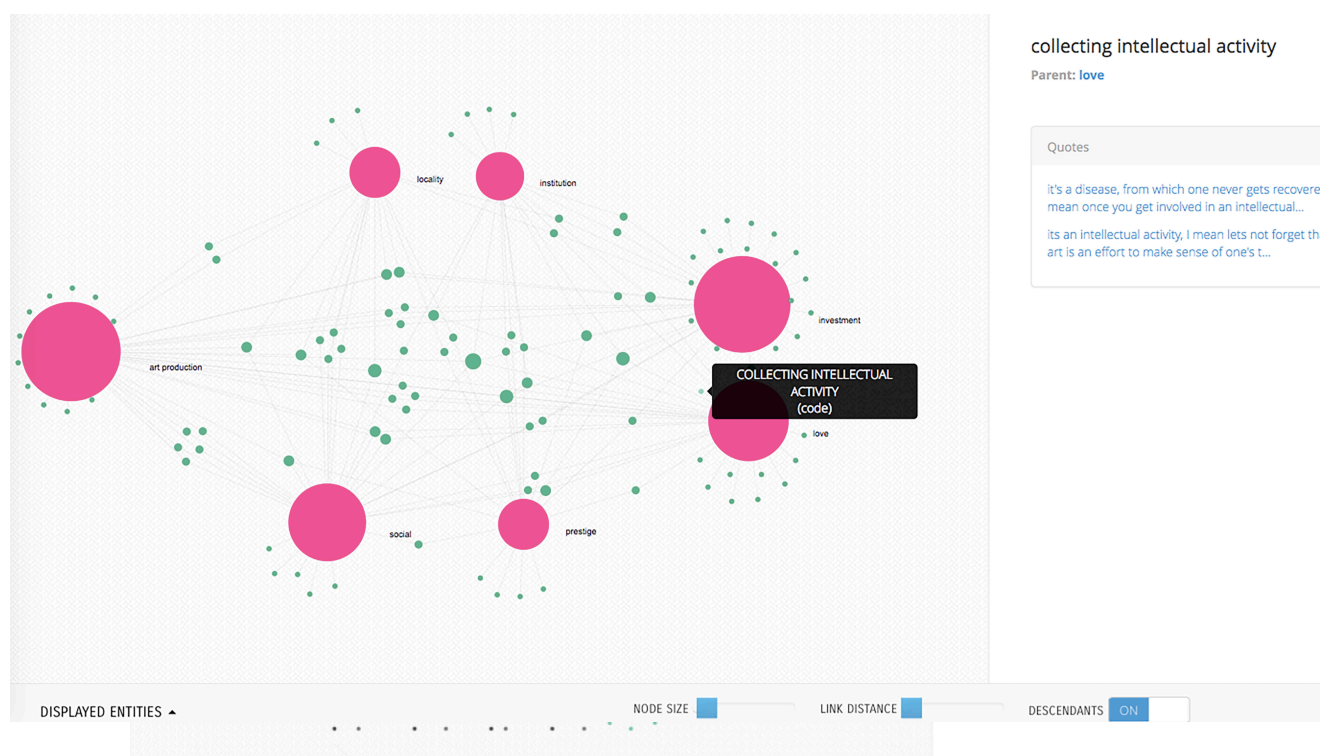 collecting intellectual activity
Parent: love
Quotes
it's a disease, from which one never gets recovere
mean once you get involved in an intellectual...
its an intellectual activity, I mean lets not forget th
art is an effort to make sense of one's t...
locality
institution
investment
art production
COLLECTING INTELLECTUAL
ACTIVITY
(code)
love
social
prestige
DISPLAYED ENTITIES
NODE SIZE
LINK DISTANCE
DESCENDANTS
ON